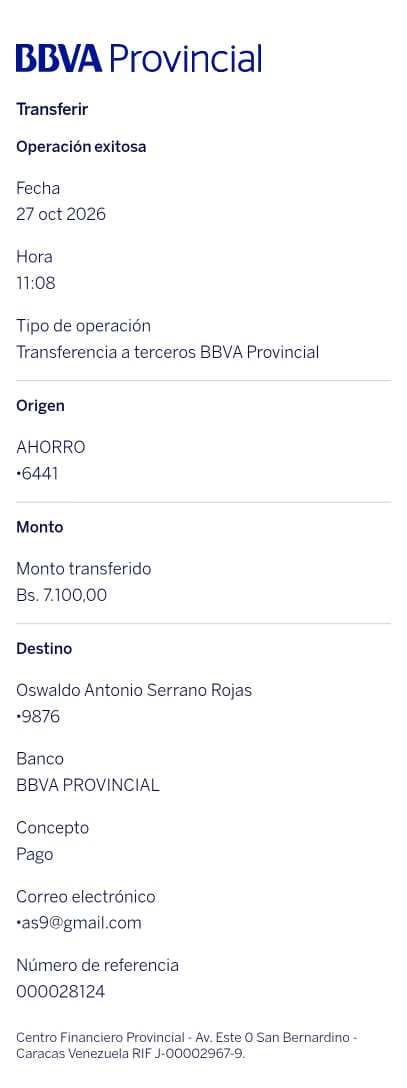 BBVA Provincial
Transferir
Operación exitosa
Fecha
27 oct 2026
Hora
11:08
Tipo de operación
Transferencia a terceros BBVA Provincial
Origen
AHORRO
•6441
Monto
Monto transferido
Bs. 7.100,00
Destino
Oswaldo Antonio Serrano Rojas
•9876
Banco
BBVA PROVINCIAL
Concepto
Pago
Correo electrónico
•as9@gmail.com
Número de referencia
000028124
Centro Financiero Provincial - Av. Este 0 San Bernardino -
Caracas Venezuela RIF J-00002967-9.